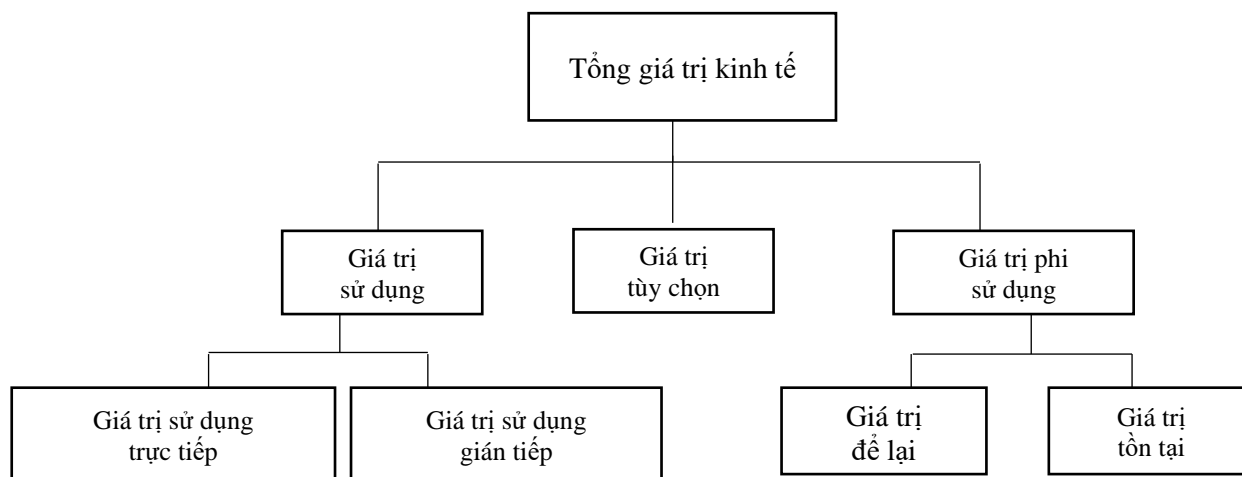 Tổng giá trị kinh tế
Giá trị
sử dụng
Giá trị
tùy chọn
Giá trị phi
sử dụng
Giá trị sử dụng
trực tiếp
Giá trị sử dụng
gián tiếp
Giá trị
để lại
Giá trị
tồn tại